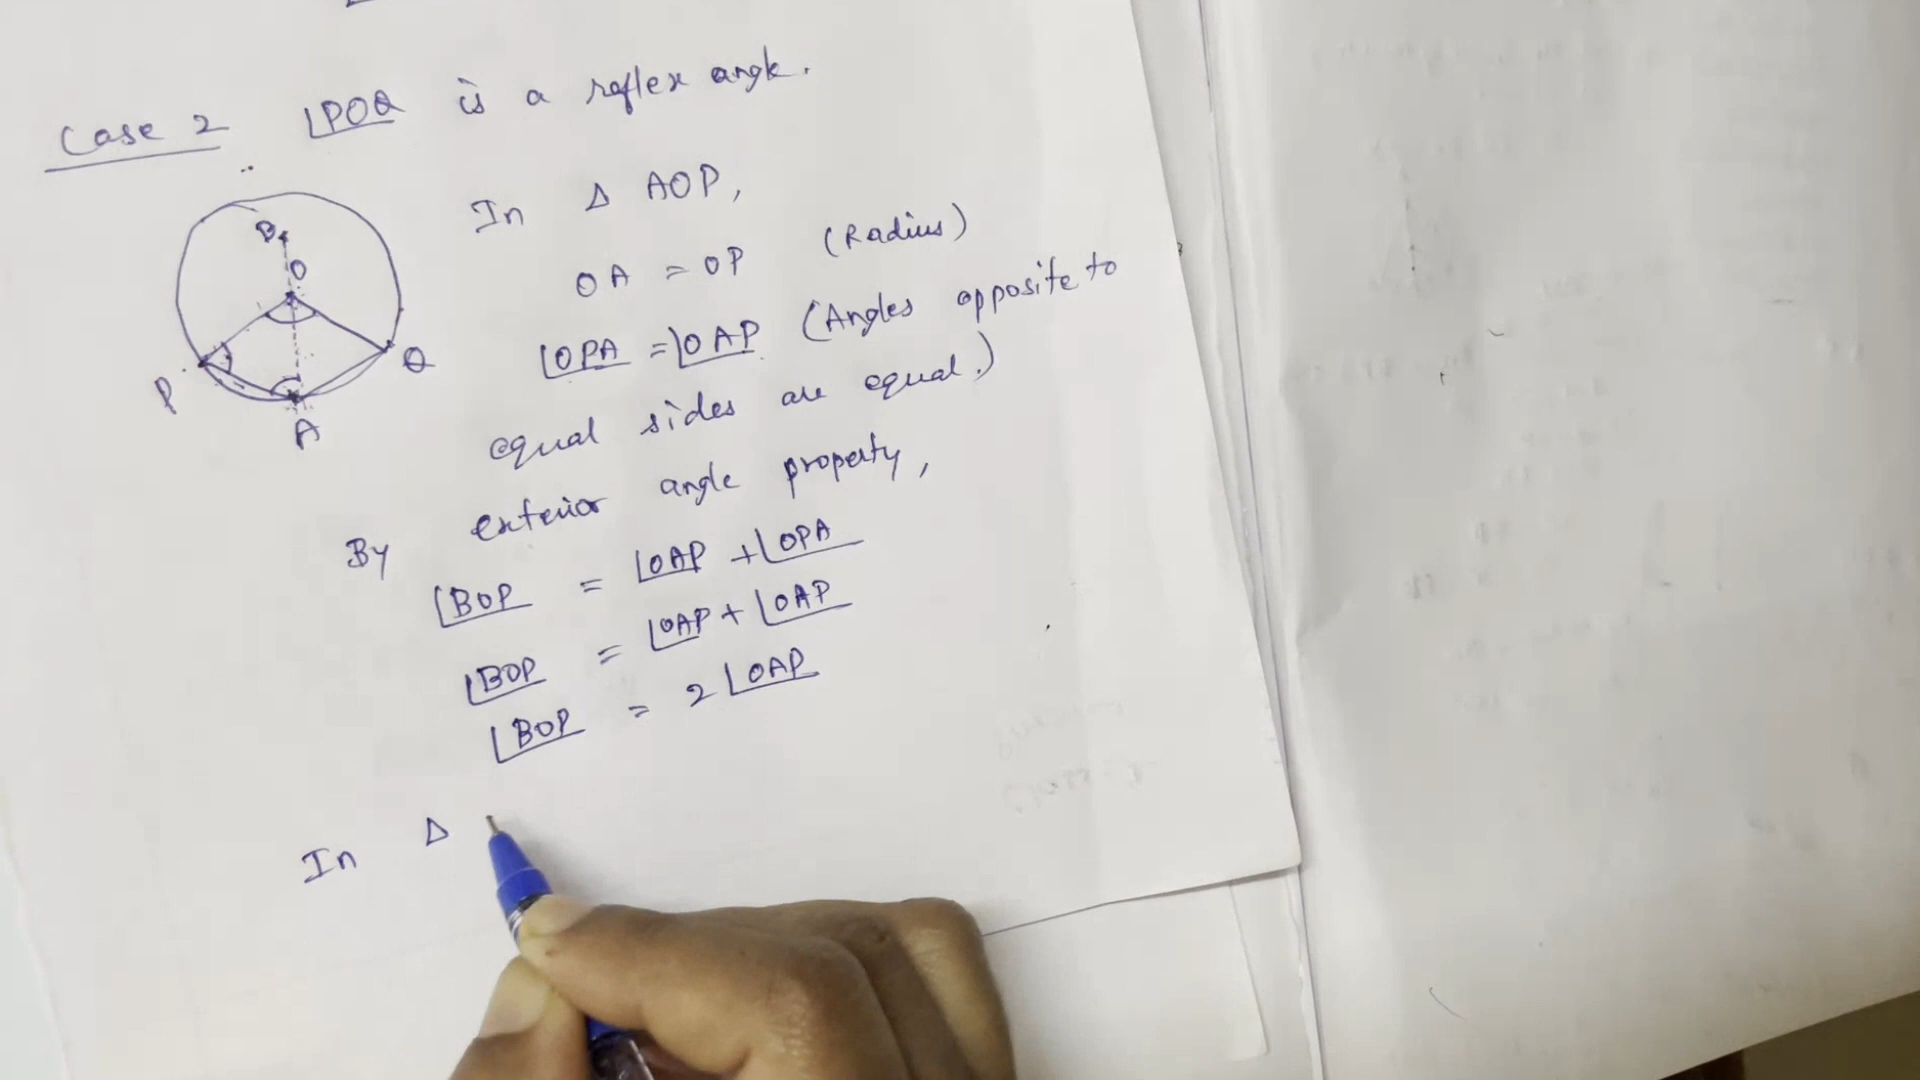 Case 2 ∠POQ is a reflex angle.
In Δ AOP,
OA = OP (Radius)
∠OPA = ∠OAP (Angles opposite to
equal sides are equal.)
By exterior angle property,
∠BOP = ∠OAP + ∠OPA
∠BOP = ∠OAP + ∠OAP
∠BOP = 2 ∠OAP
In Δ
B
O
P
Q
A